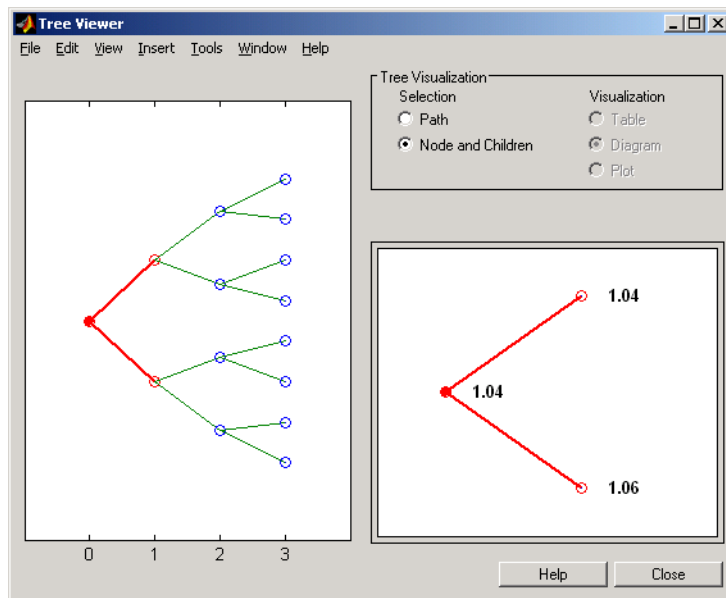 Tree Viewer
File Edit View Insert Tools Window Help
Tree Visualization
Selection Visualization
Path Table
Node and Children Diagram
Plot
1.04
1.04
1.06
0 1 2 3
Help Close